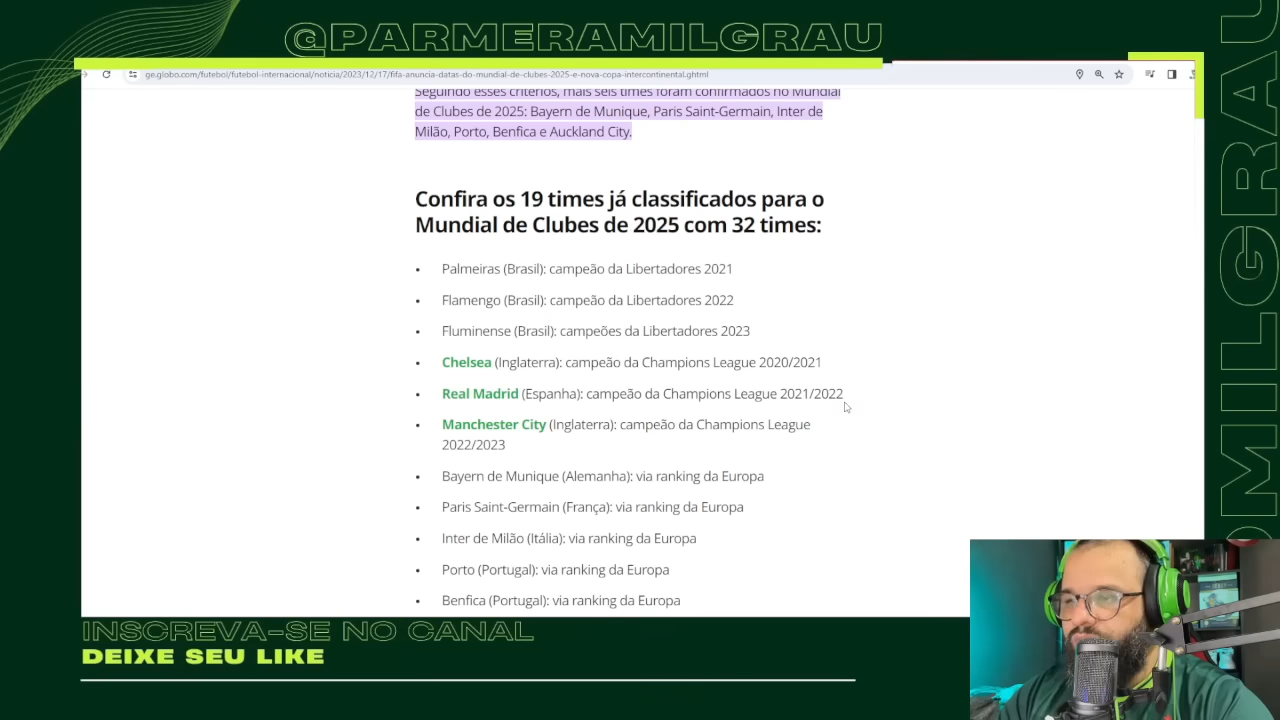 @PARMERAMILGRAU
ge.globo.com/futebol/futebol-internacional/noticia/2023/12/17/fifa-anuncia-datas-do-mundial-de-clubes-2025-e-nova-copa-intercontinental.ghtml
Seguindo esses critérios, mais seis times foram confirmados no Mundial
de Clubes de 2025: Bayern de Munique, Paris Saint-Germain, Inter de
Milão, Porto, Benfica e Auckland City.
Confira os 19 times já classificados para o
Mundial de Clubes de 2025 com 32 times:
• Palmeiras (Brasil): campeão da Libertadores 2021
• Flamengo (Brasil): campeão da Libertadores 2022
• Fluminense (Brasil): campeões da Libertadores 2023
• Chelsea (Inglaterra): campeão da Champions League 2020/2021
• Real Madrid (Espanha): campeão da Champions League 2021/2022
• Manchester City (Inglaterra): campeão da Champions League
2022/2023
• Bayern de Munique (Alemanha): via ranking da Europa
• Paris Saint-Germain (França): via ranking da Europa
• Inter de Milão (Itália): via ranking da Europa
• Porto (Portugal): via ranking da Europa
• Benfica (Portugal): via ranking da Europa
INSCREVA-SE NO CANAL
DEIXE SEU LIKE
OMILGRAU